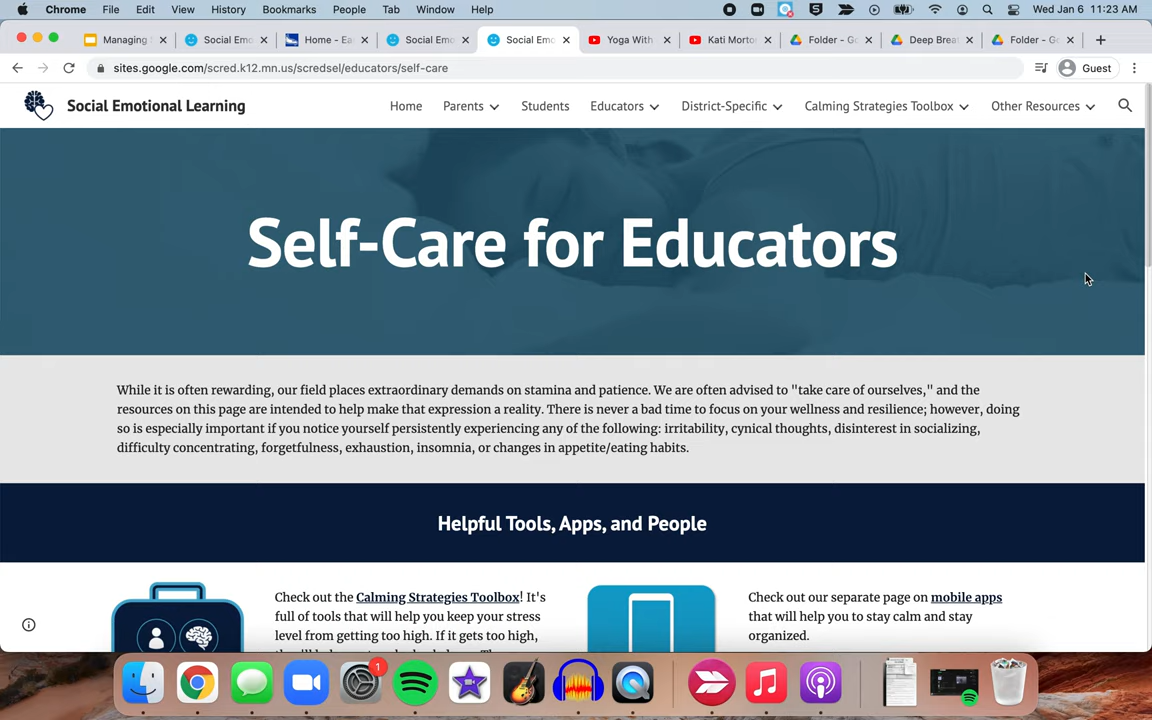 Chrome File Edit View History Bookmarks People Tab Window Help Wed Jan 6 11:23 AM
Managing Social Emo Home - Ea Social Emo Social Emo Yoga With Kati Morto Folder - Go Deep Brea Folder - Go
sites.google.com/scred.k12.mn.us/scredsel/educators/self-care Guest
Social Emotional Learning Home Parents Students Educators District-Specific Calming Strategies Toolbox Other Resources
Self-Care for Educators
While it is often rewarding, our field places extraordinary demands on stamina and patience. We are often advised to "take care of ourselves," and the
resources on this page are intended to help make that expression a reality. There is never a bad time to focus on your wellness and resilience; however, doing
so is especially important if you notice yourself persistently experiencing any of the following: irritability, cynical thoughts, disinterest in socializing,
difficulty concentrating, forgetfulness, exhaustion, insomnia, or changes in appetite/eating habits.
Helpful Tools, Apps, and People
Check out the Calming Strategies Toolbox! It's
full of tools that will help you keep your stress
level from getting too high. If it gets too high,
Check out our separate page on mobile apps
that will help you to stay calm and stay
organized.
1